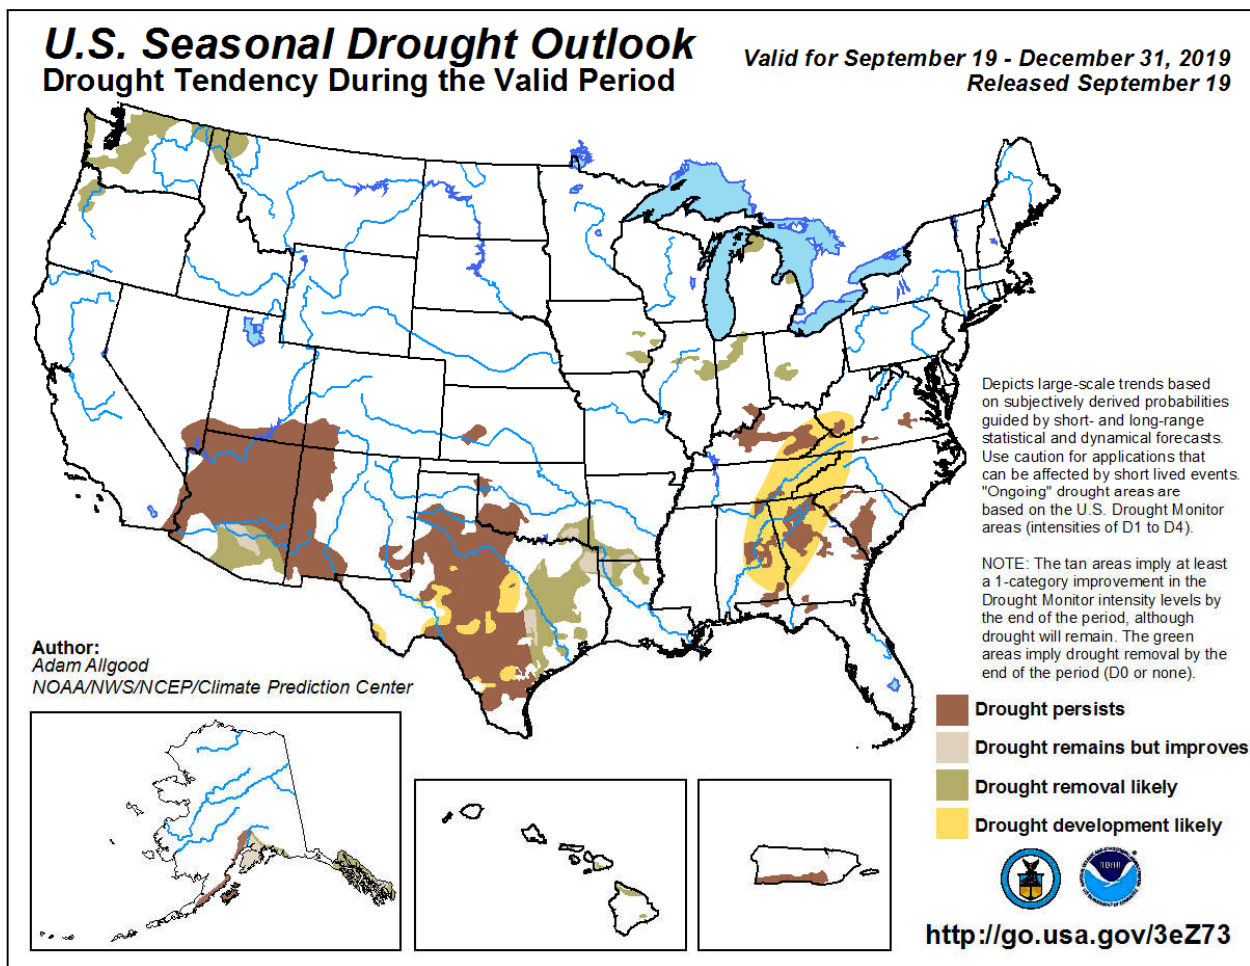 U.S. Seasonal Drought Outlook
Drought Tendency During the Valid Period
Valid for September 19 - December 31, 2019
Released September 19
Depicts large-scale trends based
on subjectively derived probabilities
guided by short- and long-range
statistical and dynamical forecasts.
Use caution for applications that
can be affected by short lived events.
"Ongoing" drought areas are
based on the U.S. Drought Monitor
areas (intensities of D1 to D4).
NOTE: The tan areas imply at least
a 1-category improvement in the
Drought Monitor intensity levels by
the end of the period, although
drought will remain. The green
areas imply drought removal by the
end of the period (D0 or none).
Author:
Adam Allgood
NOAA/NWS/NCEP/Climate Prediction Center
Drought persists
Drought remains but improves
Drought removal likely
Drought development likely
http://go.usa.gov/3eZ73